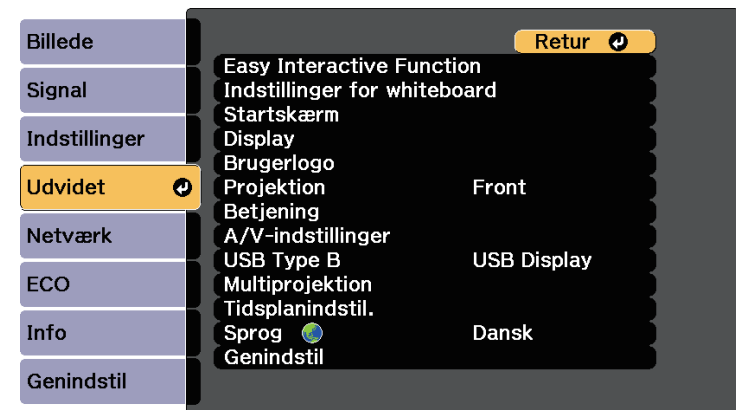 Billede
Signal
Indstillinger
Udvidet
Netværk
ECO
Info
Genindstil
Retur
Easy Interactive Function
Indstillinger for whiteboard
Startskærm
Display
Brugerlogo
Projektion Front
Betjening
A/V-indstillinger
USB Type B USB Display
Multiprojektion
Tidsplanindstil.
Sprog Dansk
Genindstil